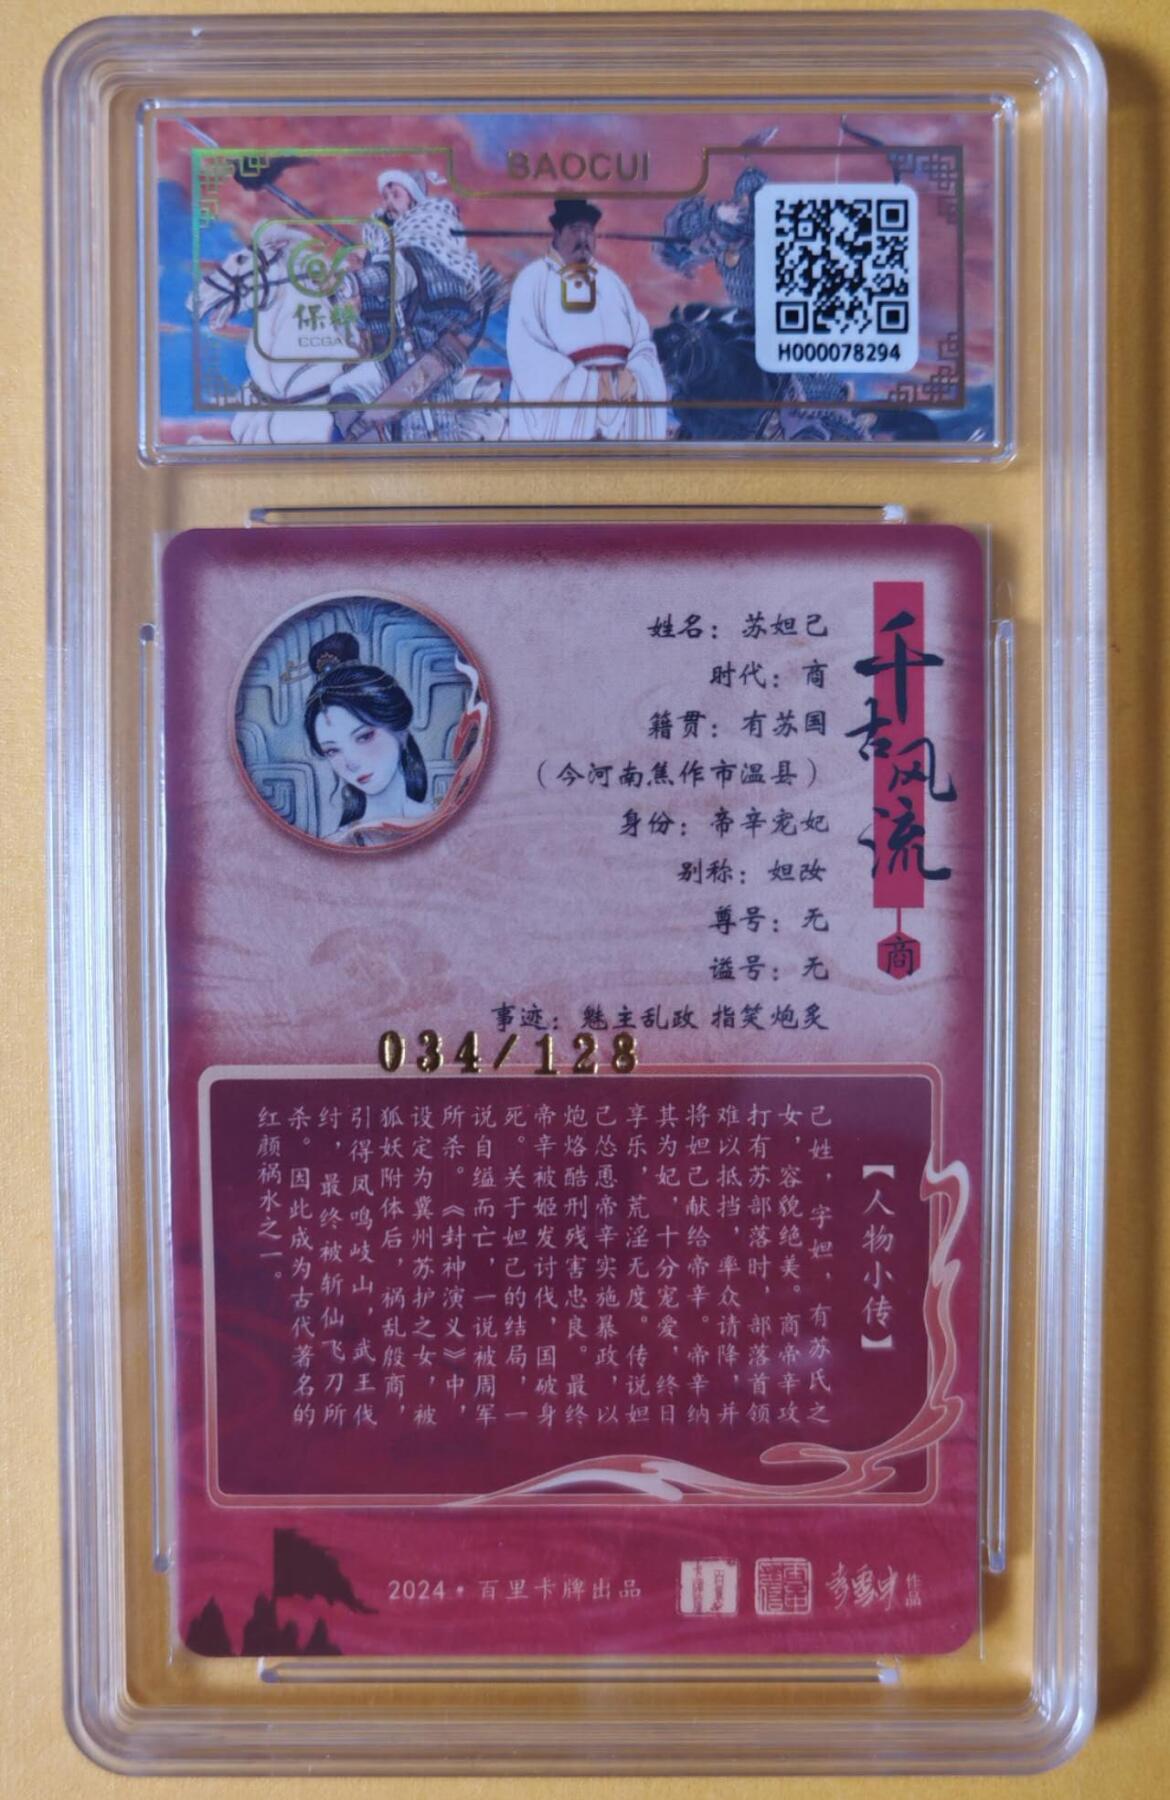 BAOCUI
保粹
ECGA
H000078294
千古风流
商
姓名：苏妲己
时代：商
籍贯：有苏国
（今河南焦作市温县）
身份：帝辛宠妃
别称：妲改
尊号：无
谥号：无
事迹：魅主乱政 指笑炮炙
034/128
【人物小传】
己姓，字妲，有苏氏之
女，容貌绝美。商帝辛攻
打有苏部落时，部落首领
难以抵挡，率众请降，并
将妲己献给帝辛。帝辛纳
其为妃，十分宠爱，终日
享乐，荒淫无度。传说妲
己怂恿帝辛实施暴政，以
炮烙酷刑残害忠良。最终
帝辛被姬发讨伐，国破身
死。关于妲己的结局，一
说自缢而亡，一说被周军
所杀。《封神演义》中，
设定为冀州苏护之女，被
狐妖附体后，祸乱殷商，
引得凤鸣岐山，武王伐
纣，最终被斩仙飞刀所
杀。因此成为古代著名的
红颜祸水之一。
2024·百里卡牌出品
作品